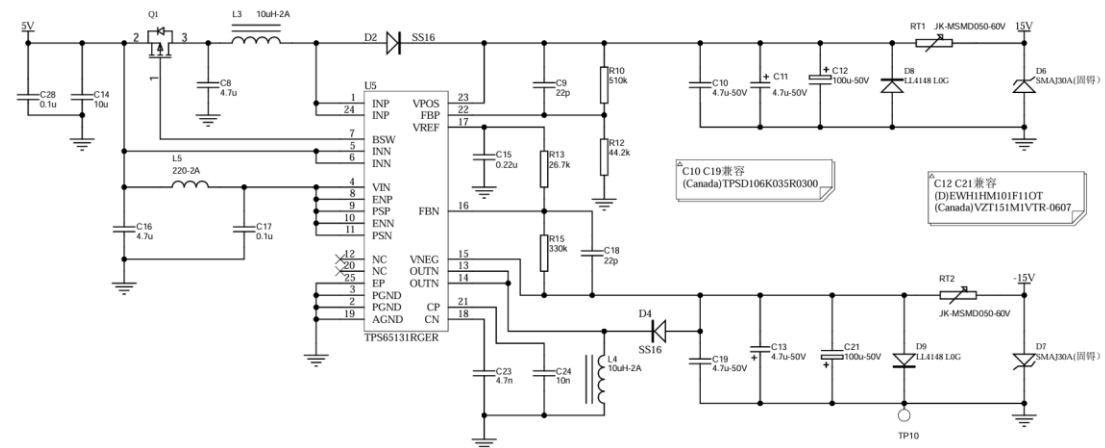 5V
Q1
2
3
1
L3
10uH-2A
D2
SS16
RT1
JK-MSMD050-60V
15V
C28
0.1u
C14
10u
C8
4.7u
U5
C9
22p
R10
510k
C10
4.7u-50V
C11
4.7u-50V
C12
100u-50V
D8
LL4148 L0G
D6
SMAJ30A(固锝)
1
INP
24
INP
7
BSW
5
INN
6
INN
4
VIN
8
ENP
9
PSP
10
ENN
11
PSN
12
NC
20
NC
25
EP
3
PGND
2
PGND
19
AGND
VPOS
23
FBP
22
VREF
17
FBN
16
VNEG
15
OUTN
13
OUTN
14
CP
21
CN
18
TPS65131RGER
L5
220-2A
C16
4.7u
C17
0.1u
C15
0.22u
R13
26.7k
R12
44.2k
R15
330k
C18
22p
C10 C19兼容
(Canada)TPSD106K035R0300
C12 C21兼容
(D)EWH1HM101F11OT
(Canada)VZT151M1VTR-0607
RT2
JK-MSMD050-60V
-15V
D4
SS16
C23
4.7n
C24
10n
L4
10uH-2A
C19
4.7u-50V
C13
4.7u-50V
C21
100u-50V
D9
LL4148 L0G
D7
SMAJ30A(固锝)
TP10